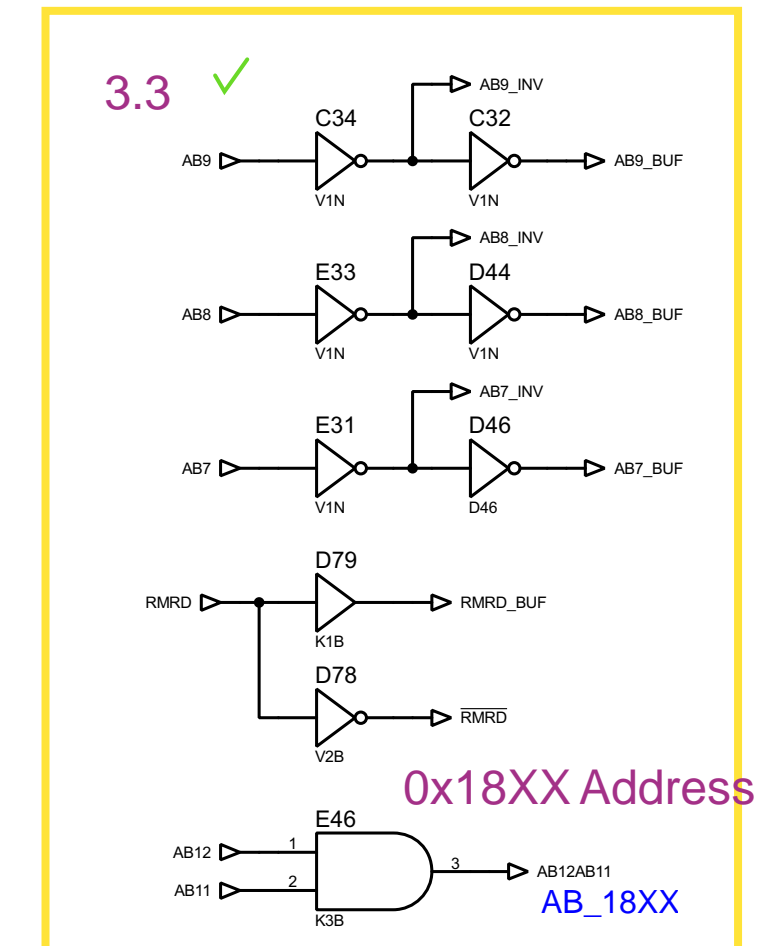 3.3
AB9_INV
C34
C32
AB9
AB9_BUF
V1N
V1N
AB8_INV
E33
D44
AB8
AB8_BUF
V1N
V1N
AB7_INV
E31
D46
AB7
AB7_BUF
V1N
D46
D79
RMRD
RMRD_BUF
K1B
D78
RMRD
V2B
0x18XX Address
E46
AB12
1
3
AB12AB11
AB11
2
AB_18XX
K3B